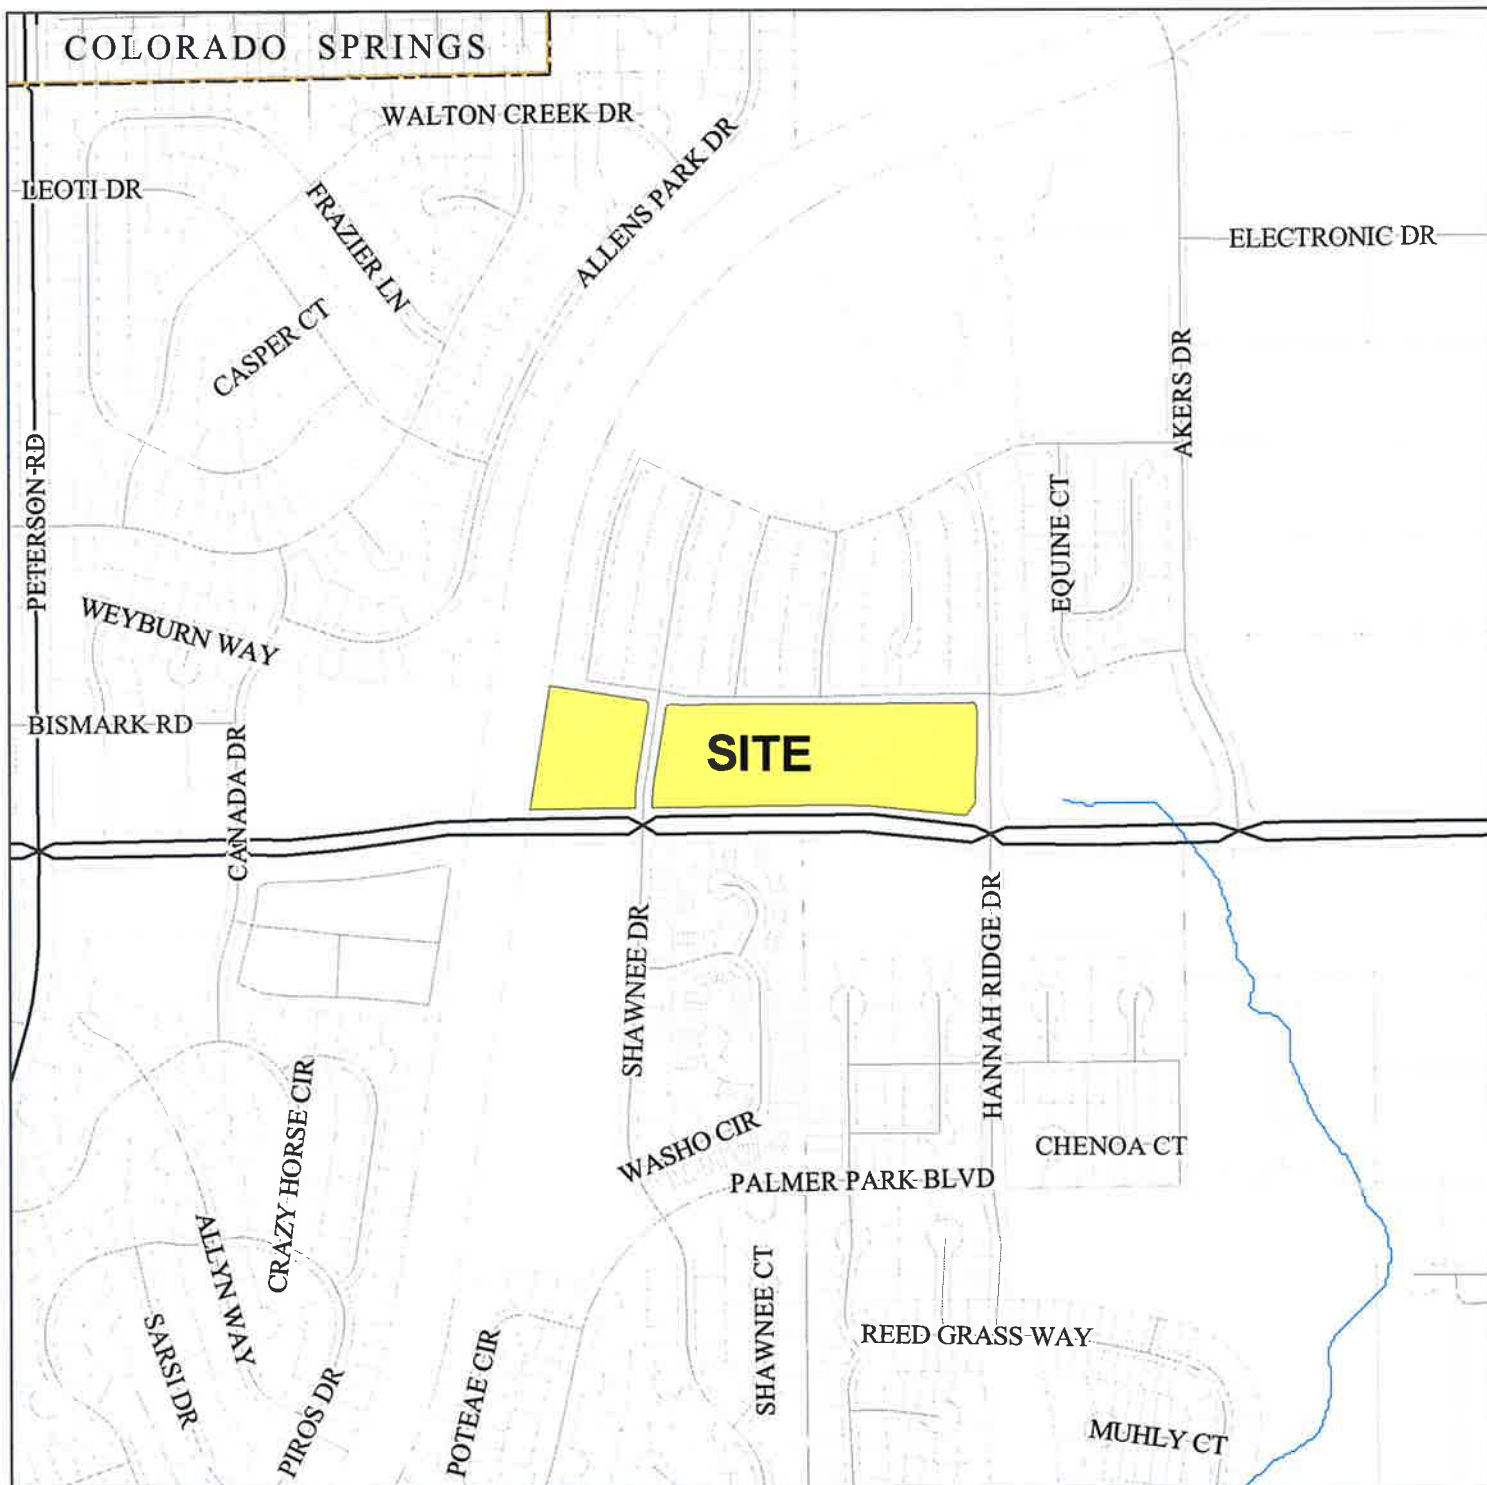 COLORADO SPRINGS
WALTON CREEK DR
LEOTI DR
FRAZIER LN
ALLENS PARK DR
ELECTRONIC DR
CASPER CT
AKERS DR
PETERSON RD
EQUINE CT
WEYBURN WAY
BISMARK RD
CANADA DR
SITE
SHAWNEE DR
HANNAH RIDGE DR
CRAZY HORSE CIR
WASHO CIR
CHENOA CT
PALMER PARK BLVD
ALLYN WAY
SHAWNEE CT
SARSI DR
PIROS DR
POTEAE CIR
REED GRASS WAY
MUHLY CT